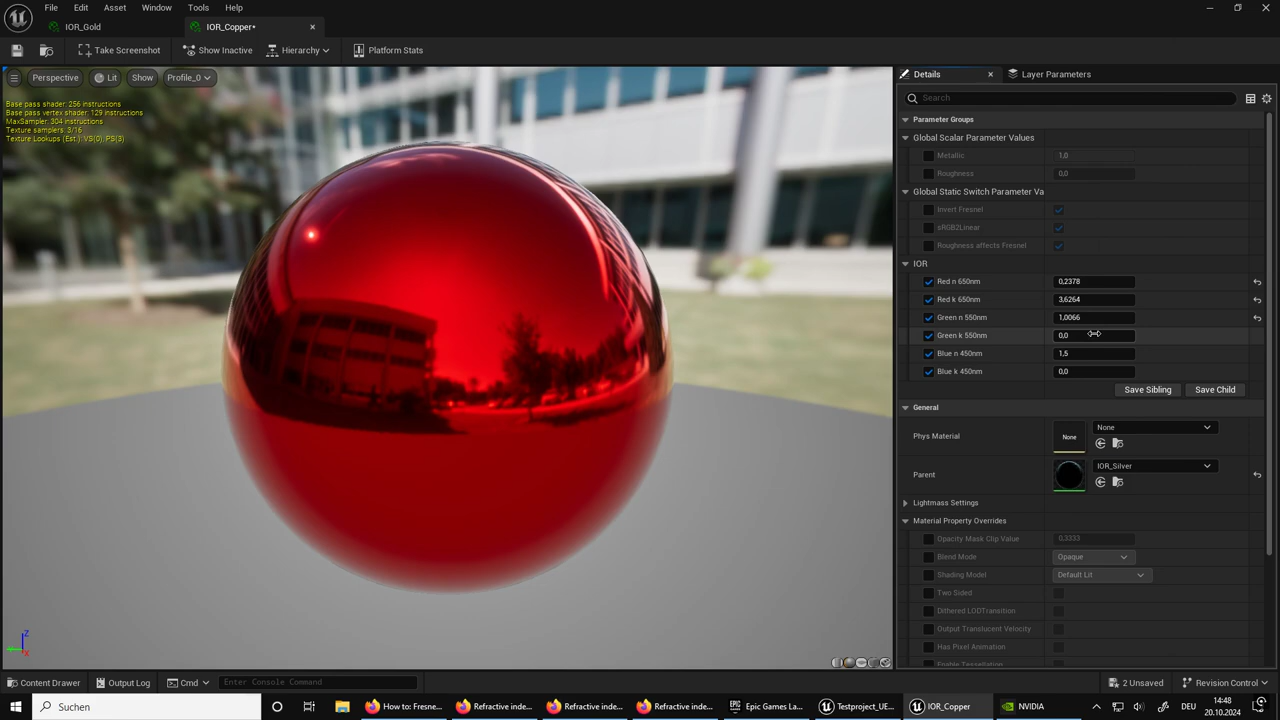 File Edit Asset Window Tools Help
IOR_Gold
IOR_Copper•
Take Screenshot
Show Inactive
Hierarchy
Platform Stats
Perspective
Lit
Show
Profile_0
Base pass shader: 256 instructions
Base pass vertex shader: 129 instructions
MaxSampler: 304 instructions
Texture samplers: 3/16
Texture Lookups (Est.): VS(0), PS(3)
Details
Layer Parameters
Search
Parameter Groups
Global Scalar Parameter Values
Metallic 1,0
Roughness 0,0
Global Static Switch Parameter Va
Invert Fresnel
sRGB2Linear
Roughness affects Fresnel
IOR
Red n 650nm 0,2378
Red k 650nm 3,6264
Green n 550nm 1,0066
Green k 550nm 0,0
Blue n 450nm 1,5
Blue k 450nm 0,0
Save Sibling Save Child
General
Phys Material
None
None
Parent
IOR_Silver
Lightmass Settings
Material Property Overrides
Opacity Mask Clip Value 0,3333
Blend Mode Opaque
Shading Model Default Lit
Two Sided
Dithered LODTransition
Output Translucent Velocity
Has Pixel Animation
Enable Tessellation
Z
X
Content Drawer
Output Log
Cmd
Enter Console Command
2 Unsaved
Revision Control
Suchen
How to: Fresne...
Refractive inde...
Refractive inde...
Refractive inde...
Epic Games La...
Testproject_UE...
IOR_Copper
NVIDIA
DEU
14:48
20.10.2024